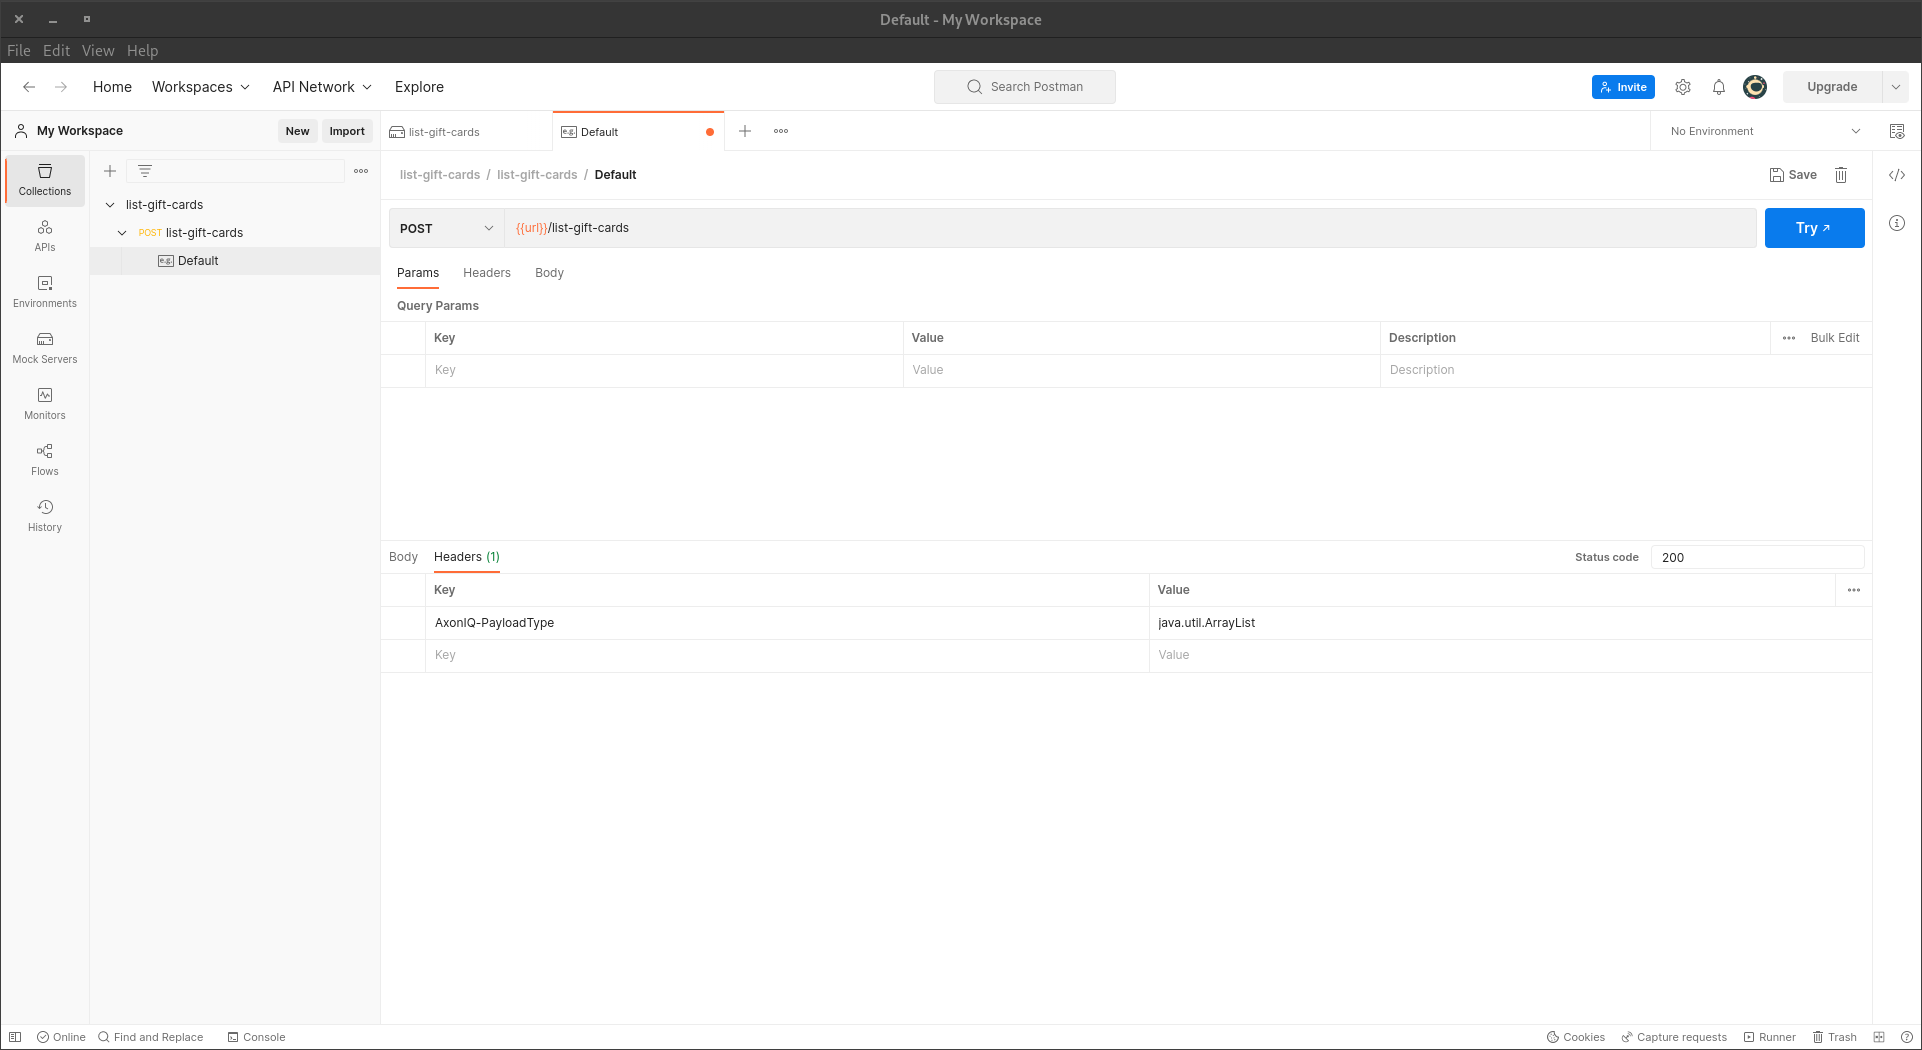 Default - My Workspace
File Edit View Help
Home Workspaces API Network Explore Search Postman Invite Upgrade
My Workspace New Import list-gift-cards e.g. Default No Environment
Collections
APIs
Environments
Mock Servers
Monitors
Flows
History
list-gift-cards
POST list-gift-cards
e.g. Default
list-gift-cards / list-gift-cards / Default Save </>
POST {{url}}/list-gift-cards Try
Params Headers Body
Query Params
Key Value Description Bulk Edit
Key Value Description
Body Headers (1) Status code 200
Key Value
AxonIQ-PayloadType java.util.ArrayList
Key Value
Online Find and Replace Console Cookies Capture requests Runner Trash